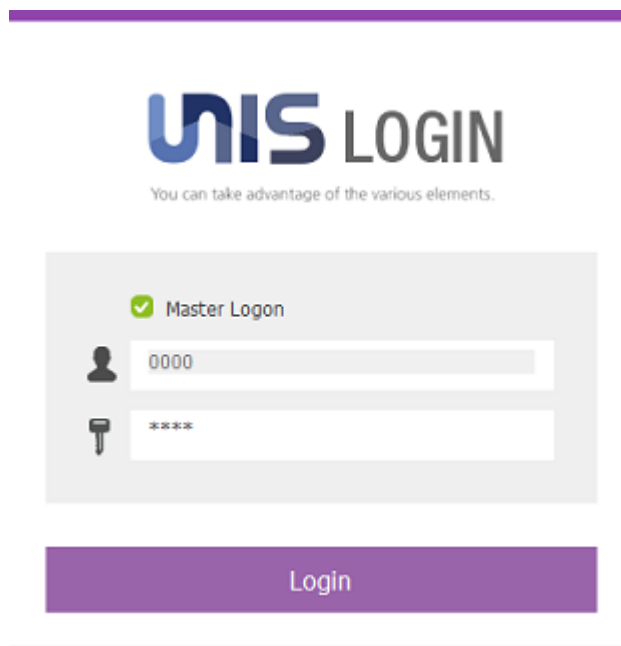 UNIS LOGIN
You can take advantage of the various elements.
Master Logon
0000
****
Login